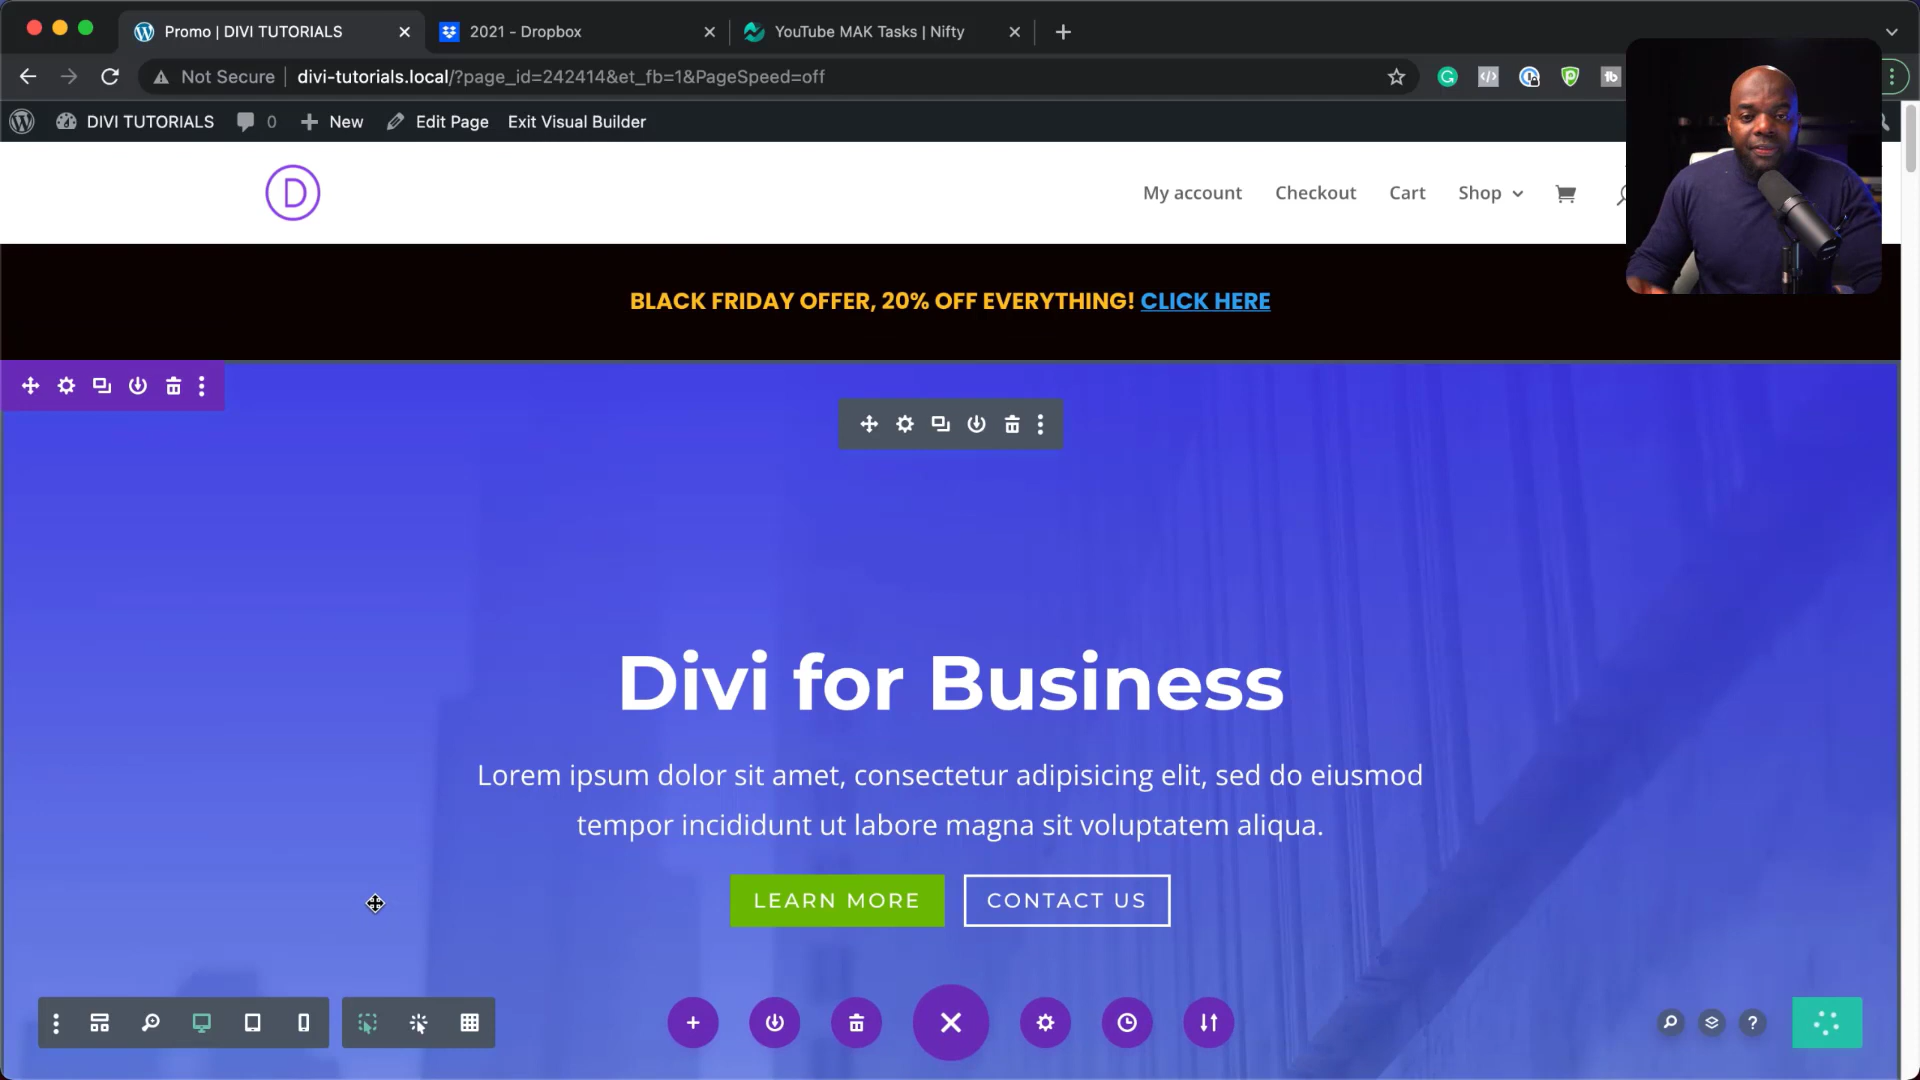 Promo | DIVI TUTORIALS
2021 - Dropbox
YouTube MAK Tasks | Nifty
Not Secure
divi-tutorials.local/?page_id=242414&et_fb=1&PageSpeed=off
DIVI TUTORIALS
0
New
Edit Page
Exit Visual Builder
D
My account
Checkout
Cart
Shop
BLACK FRIDAY OFFER, 20% OFF EVERYTHING! CLICK HERE
Divi for Business
Lorem ipsum dolor sit amet, consectetur adipisicing elit, sed do eiusmod
tempor incididunt ut labore magna sit voluptatem aliqua.
LEARN MORE
CONTACT US